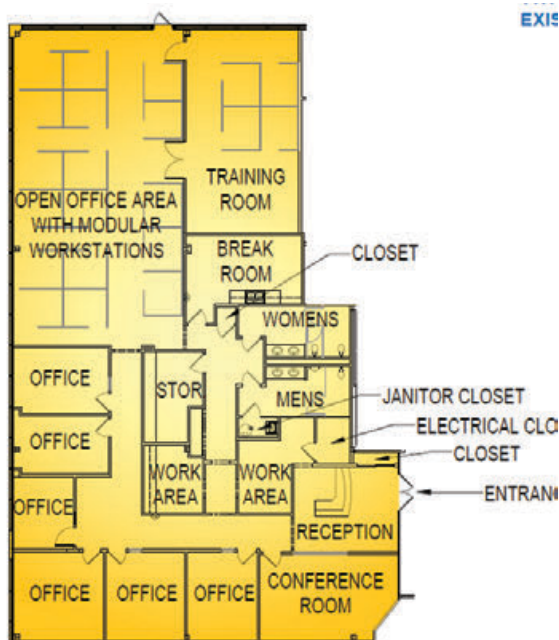 EXIS
OPEN OFFICE AREA
WITH MODULAR
WORKSTATIONS
TRAINING
ROOM
BREAK
ROOM
CLOSET
WOMENS
OFFICE
STOR
MENS
JANITOR CLOSET
OFFICE
ELECTRICAL CLO
CLOSET
WORK
AREA
WORK
AREA
ENTRAN
OFFICE
RECEPTION
OFFICE
OFFICE
OFFICE
CONFERENCE
ROOM